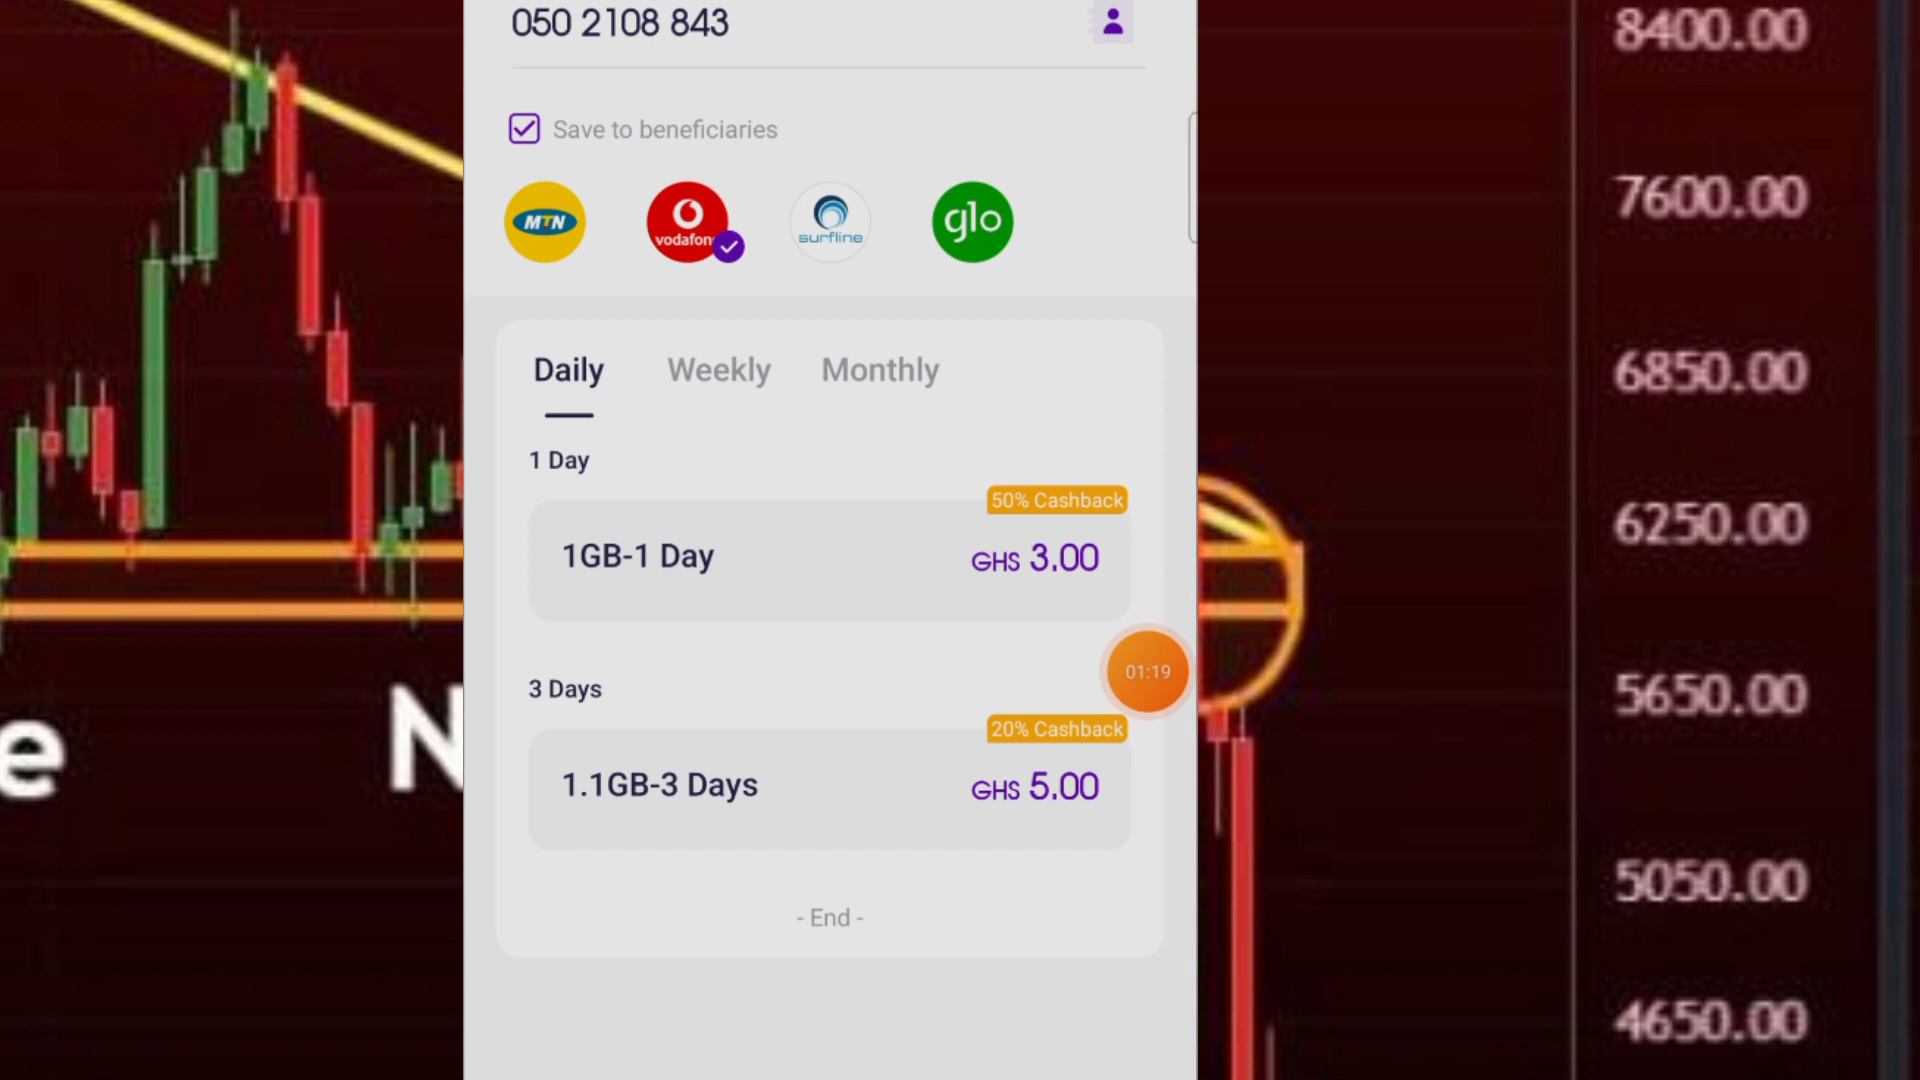 050 2108 843
Save to beneficiaries
MTN
vodafon
surfline
glo
Daily Weekly Monthly
1 Day
50% Cashback
1GB-1 Day GHS 3.00
01:19
3 Days
20% Cashback
1.1GB-3 Days GHS 5.00
- End -
e
N
8400.00
7600.00
6850.00
6250.00
5650.00
5050.00
4650.00